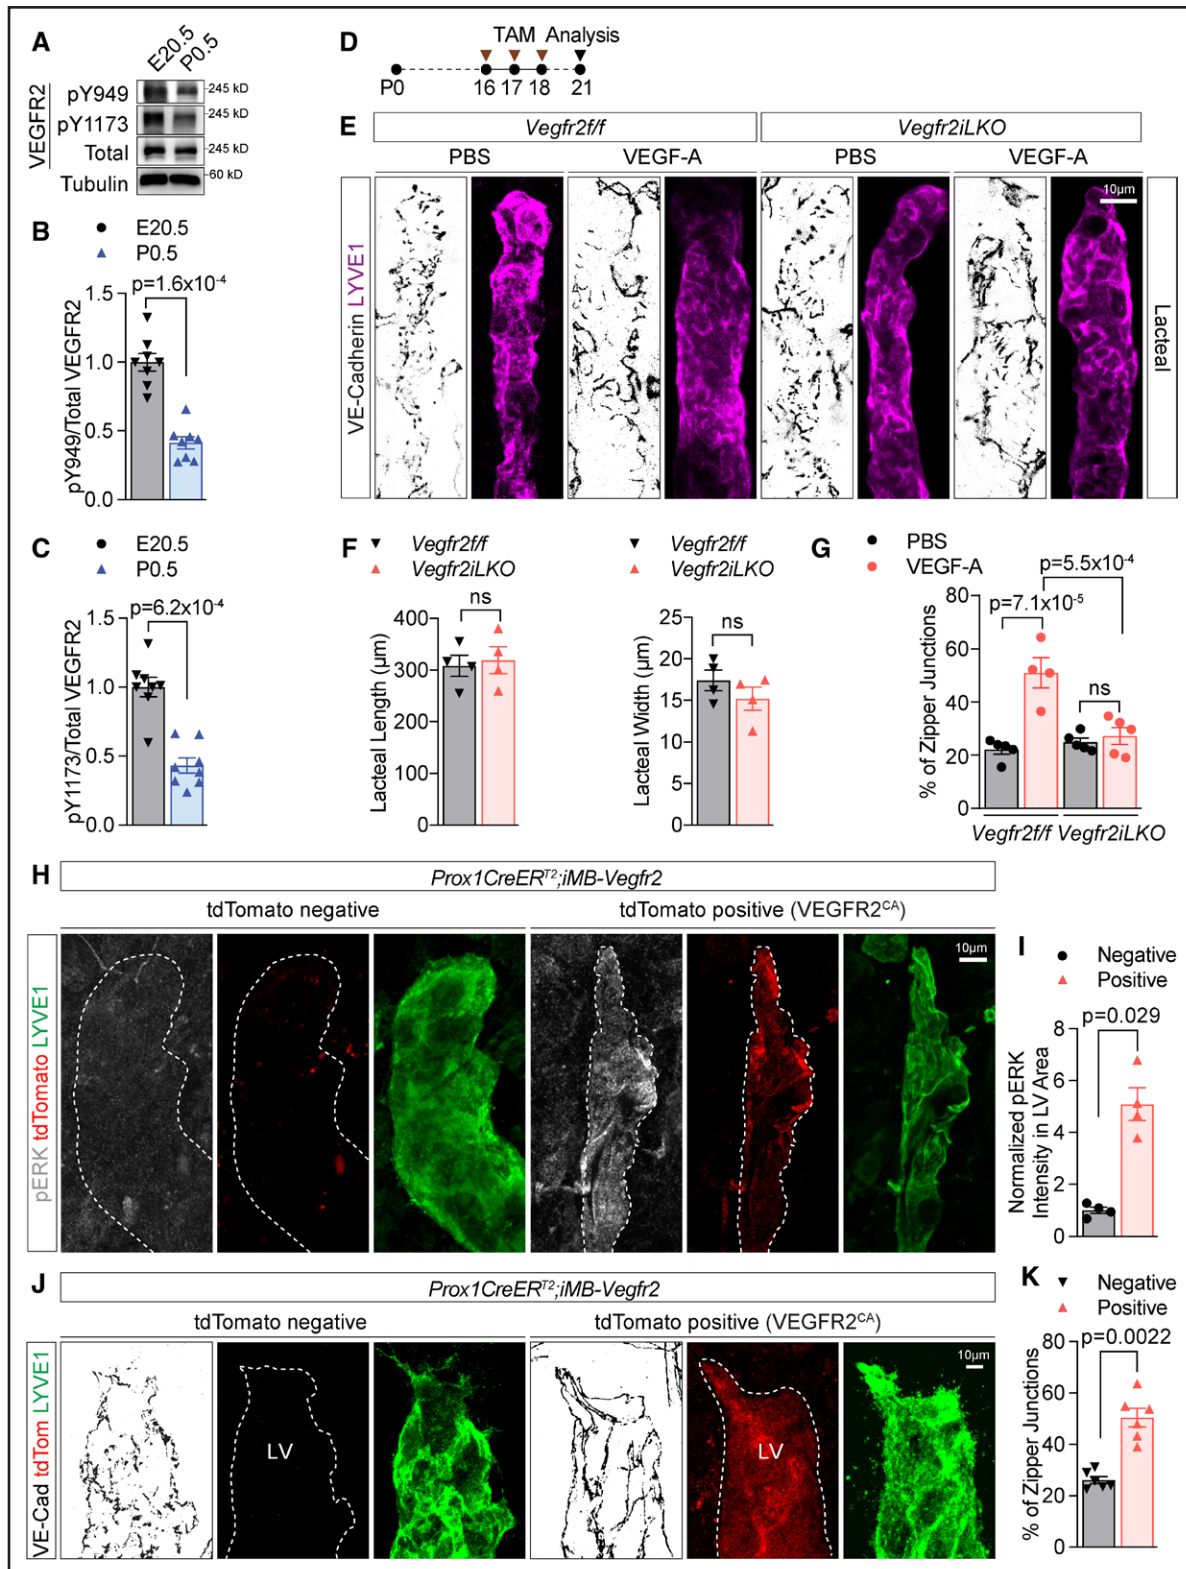 A
E20.5 P0.5
VEGFR2
pY949 245 kD
pY1173 245 kD
Total 245 kD
Tubulin 60 kD
B
E20.5
P0.5
p=1.6x10-4
pY949/Total VEGFR2
1.5
1.0
0.5
0.0
C
E20.5
P0.5
p=6.2x10-4
pY1173/Total VEGFR2
1.5
1.0
0.5
0.0
D
TAM Analysis
P0 16 17 18 21
E
Vegfr2f/f Vegfr2iLKO
PBS VEGF-A PBS VEGF-A
VE-Cadherin LYVE1
10µm
Lacteal
F
Vegfr2f/f
Vegfr2iLKO
ns
Lacteal Length (µm)
400
300
200
100
0
Vegfr2f/f
Vegfr2iLKO
ns
Lacteal Width (µm)
25
20
15
10
5
0
G
PBS
VEGF-A
p=5.5x10-4
p=7.1x10-5
ns
% of Zipper Junctions
80
60
40
20
0
Vegfr2f/f Vegfr2iLKO
H
Prox1CreERT2;iMB-Vegfr2
tdTomato negative tdTomato positive (VEGFR2CA)
pERK tdTomato LYVE1
10µm
I
Negative
Positive
p=0.029
Normalized pERK
Intensity in LV Area
8
6
4
2
0
J
Prox1CreERT2;iMB-Vegfr2
tdTomato negative tdTomato positive (VEGFR2CA)
VE-Cad tdTom LYVE1
LV LV
10µm
K
Negative
Positive
p=0.0022
% of Zipper Junctions
80
60
40
20
0